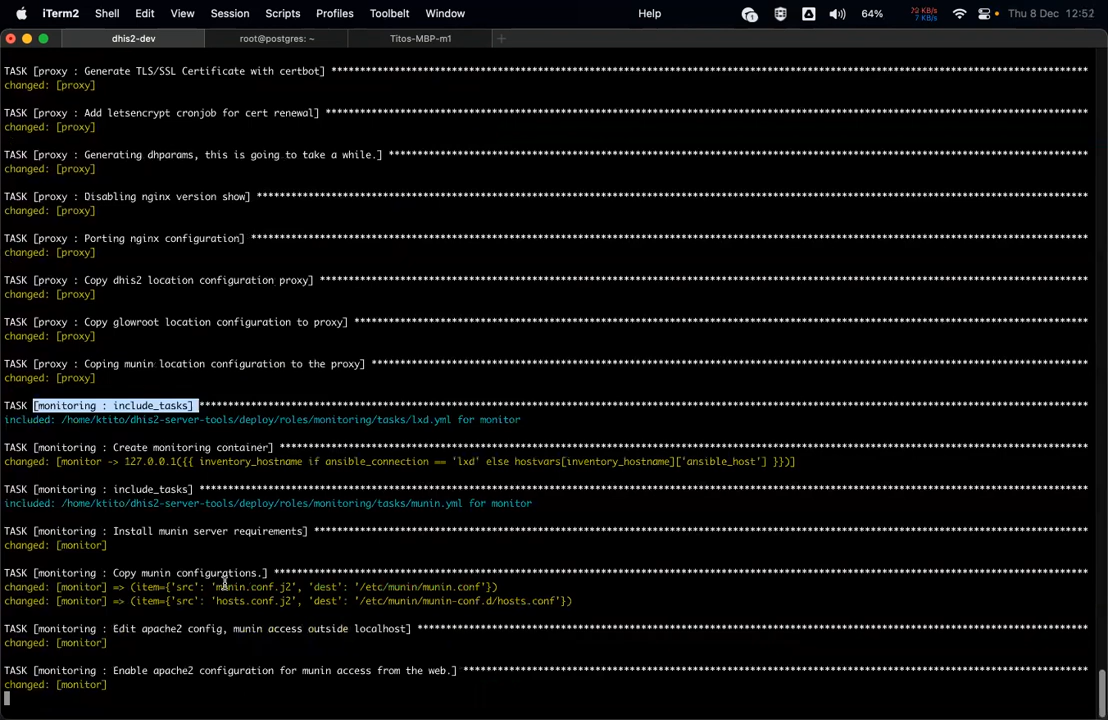 iTerm2 Shell Edit View Session Scripts Profiles Toolbelt Window Help 64% 29 KB/s 7 KB/s Thu 8 Dec 12:52
dhis2-dev root@postgres: ~ Titos-MBP-m1
TASK [proxy : Generate TLS/SSL Certificate with certbot] ****************************************************************************************************
changed: [proxy]
TASK [proxy : Add letsencrypt cronjob for cert renewal] *****************************************************************************************************
changed: [proxy]
TASK [proxy : Generating dhparams, this is going to take a while.] ******************************************************************************************
changed: [proxy]
TASK [proxy : Disabling nginx version show] *****************************************************************************************************************
changed: [proxy]
TASK [proxy : Porting nginx configuration] ******************************************************************************************************************
changed: [proxy]
TASK [proxy : Copy dhis2 location configuration proxy] ******************************************************************************************************
changed: [proxy]
TASK [proxy : Copy glowroot location configuration to proxy] ************************************************************************************************
changed: [proxy]
TASK [proxy : Coping munin location configuration to the proxy] *********************************************************************************************
changed: [proxy]
TASK [monitoring : include_tasks] ***************************************************************************************************************************
included: /home/ktito/dhis2-server-tools/deploy/roles/monitoring/tasks/lxd.yml for monitor
TASK [monitoring : Create monitoring container] *************************************************************************************************************
changed: [monitor -> 127.0.0.1({{ inventory_hostname if ansible_connection == 'lxd' else hostvars[inventory_hostname]['ansible_host'] }})]
TASK [monitoring : include_tasks] ***************************************************************************************************************************
included: /home/ktito/dhis2-server-tools/deploy/roles/monitoring/tasks/munin.yml for monitor
TASK [monitoring : Install munin server requirements] *******************************************************************************************************
changed: [monitor]
TASK [monitoring : Copy munin configurations.] **************************************************************************************************************
changed: [monitor] => (item={'src': 'munin.conf.j2', 'dest': '/etc/munin/munin.conf'})
changed: [monitor] => (item={'src': 'hosts.conf.j2', 'dest': '/etc/munin/munin-conf.d/hosts.conf'})
TASK [monitoring : Edit apache2 config, munin access outside localhost] *************************************************************************************
changed: [monitor]
TASK [monitoring : Enable apache2 configuration for munin access from the web.] *****************************************************************************
changed: [monitor]